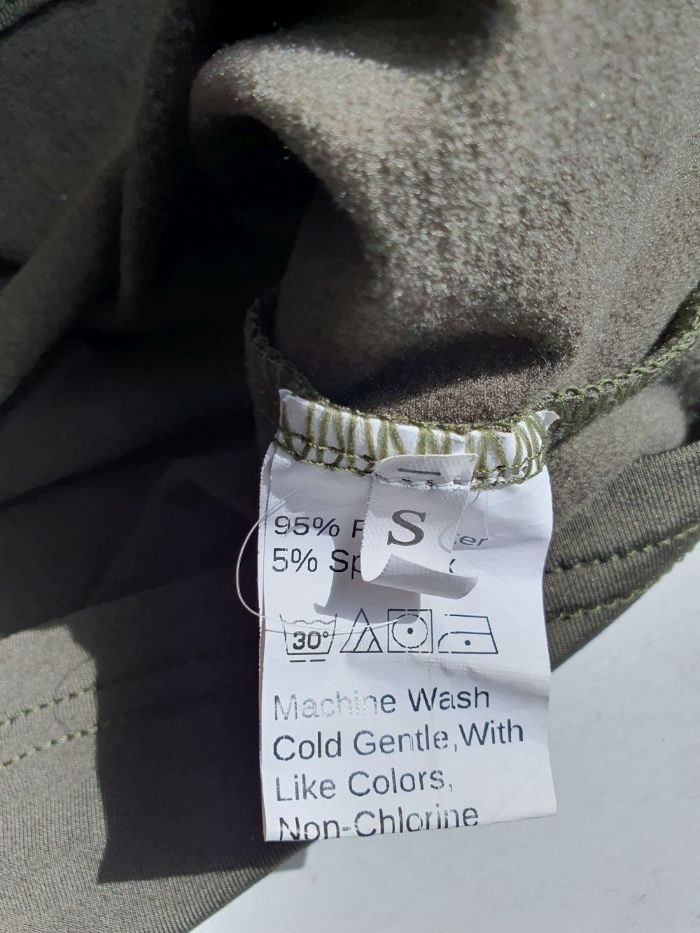 S
95%
5%
30°
Machine Wash
Cold Gentle, With
Like Colors,
Non-Chlorine